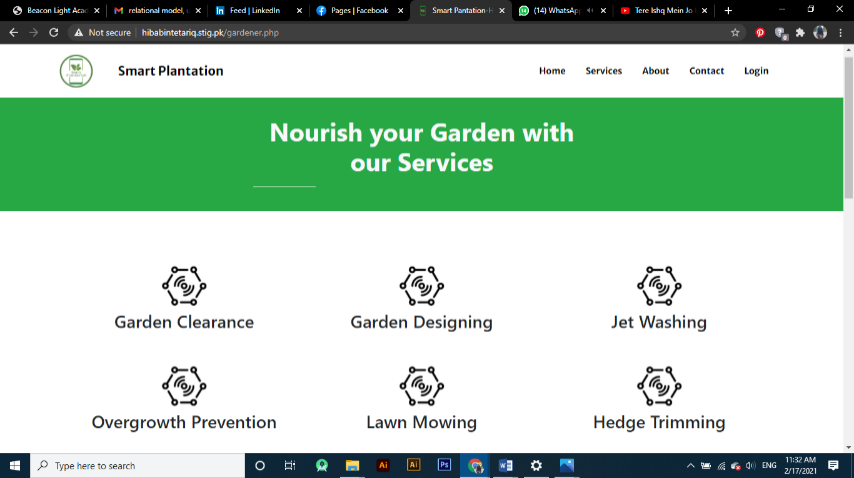 Beacon Light Acad
relational model,
Feed | LinkedIn
Pages | Facebook
Smart Pantation-H
(14) WhatsApp
Tere Ishq Mein Jo
Not secure
hibabintetariq.stig.pk/gardener.php
Smart Plantation
Home
Services
About
Contact
Login
Nourish your Garden with
our Services
Garden Clearance
Garden Designing
Jet Washing
Overgrowth Prevention
Lawn Mowing
Hedge Trimming
Type here to search
ENG
11:32 AM
2/17/2021